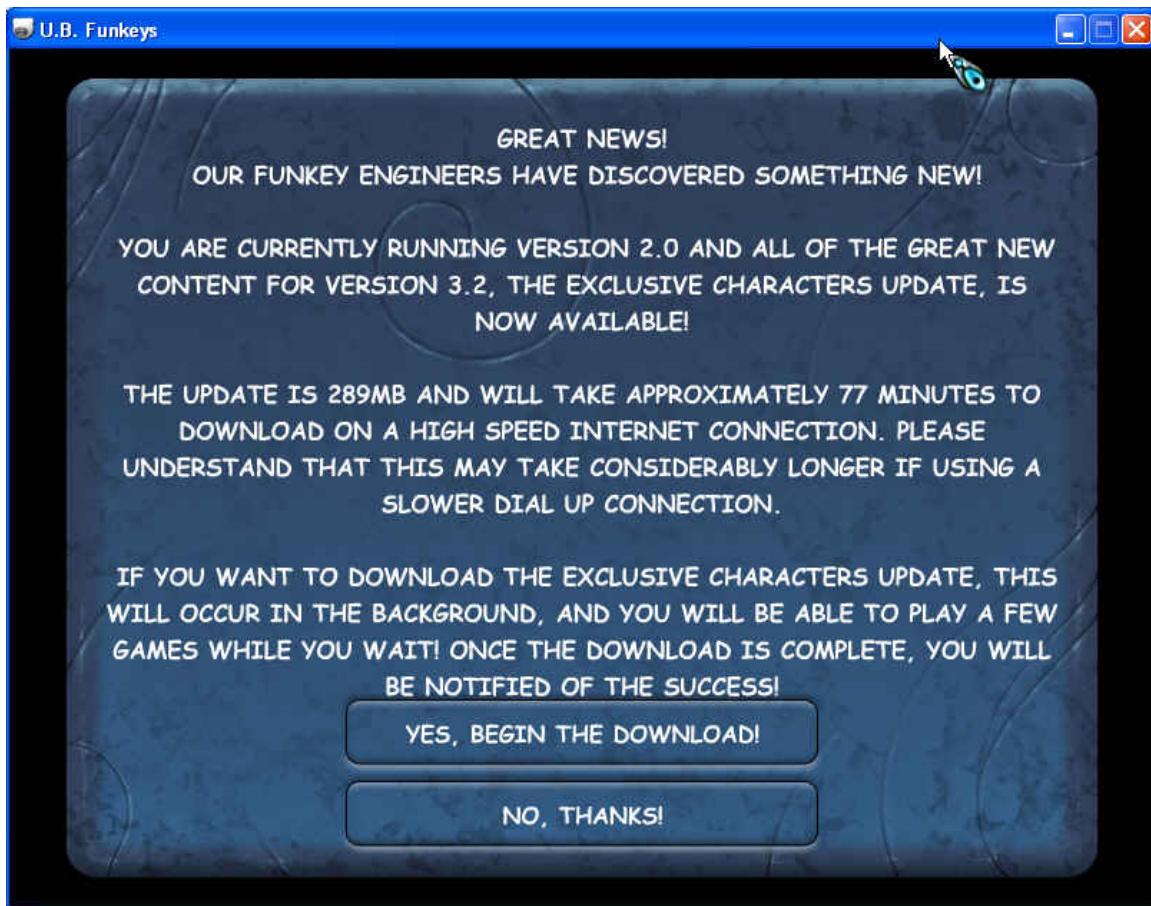 U.B. Funkeys
GREAT NEWS!
OUR FUNKEY ENGINEERS HAVE DISCOVERED SOMETHING NEW!
YOU ARE CURRENTLY RUNNING VERSION 2.0 AND ALL OF THE GREAT NEW
CONTENT FOR VERSION 3.2, THE EXCLUSIVE CHARACTERS UPDATE, IS
NOW AVAILABLE!
THE UPDATE IS 289MB AND WILL TAKE APPROXIMATELY 77 MINUTES TO
DOWNLOAD ON A HIGH SPEED INTERNET CONNECTION. PLEASE
UNDERSTAND THAT THIS MAY TAKE CONSIDERABLY LONGER IF USING A
SLOWER DIAL UP CONNECTION.
IF YOU WANT TO DOWNLOAD THE EXCLUSIVE CHARACTERS UPDATE, THIS
WILL OCCUR IN THE BACKGROUND, AND YOU WILL BE ABLE TO PLAY A FEW
GAMES WHILE YOU WAIT! ONCE THE DOWNLOAD IS COMPLETE, YOU WILL
BE NOTIFIED OF THE SUCCESS!
YES, BEGIN THE DOWNLOAD!
NO, THANKS!